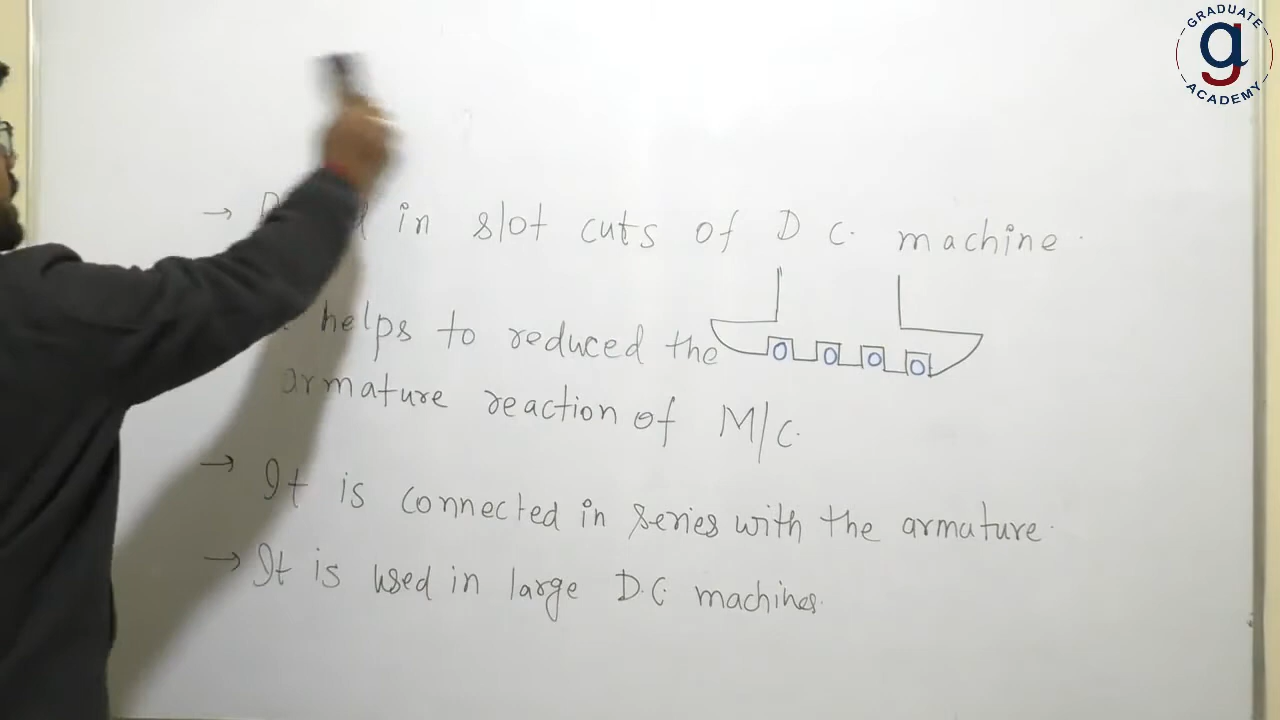 GRADUATE
ACADEMY
→ in slot cuts of D C. machine.
helps to reduced the
armature reaction of M/C.
→ It is connected in series with the armature.
→ It is used in large D.C. machines.